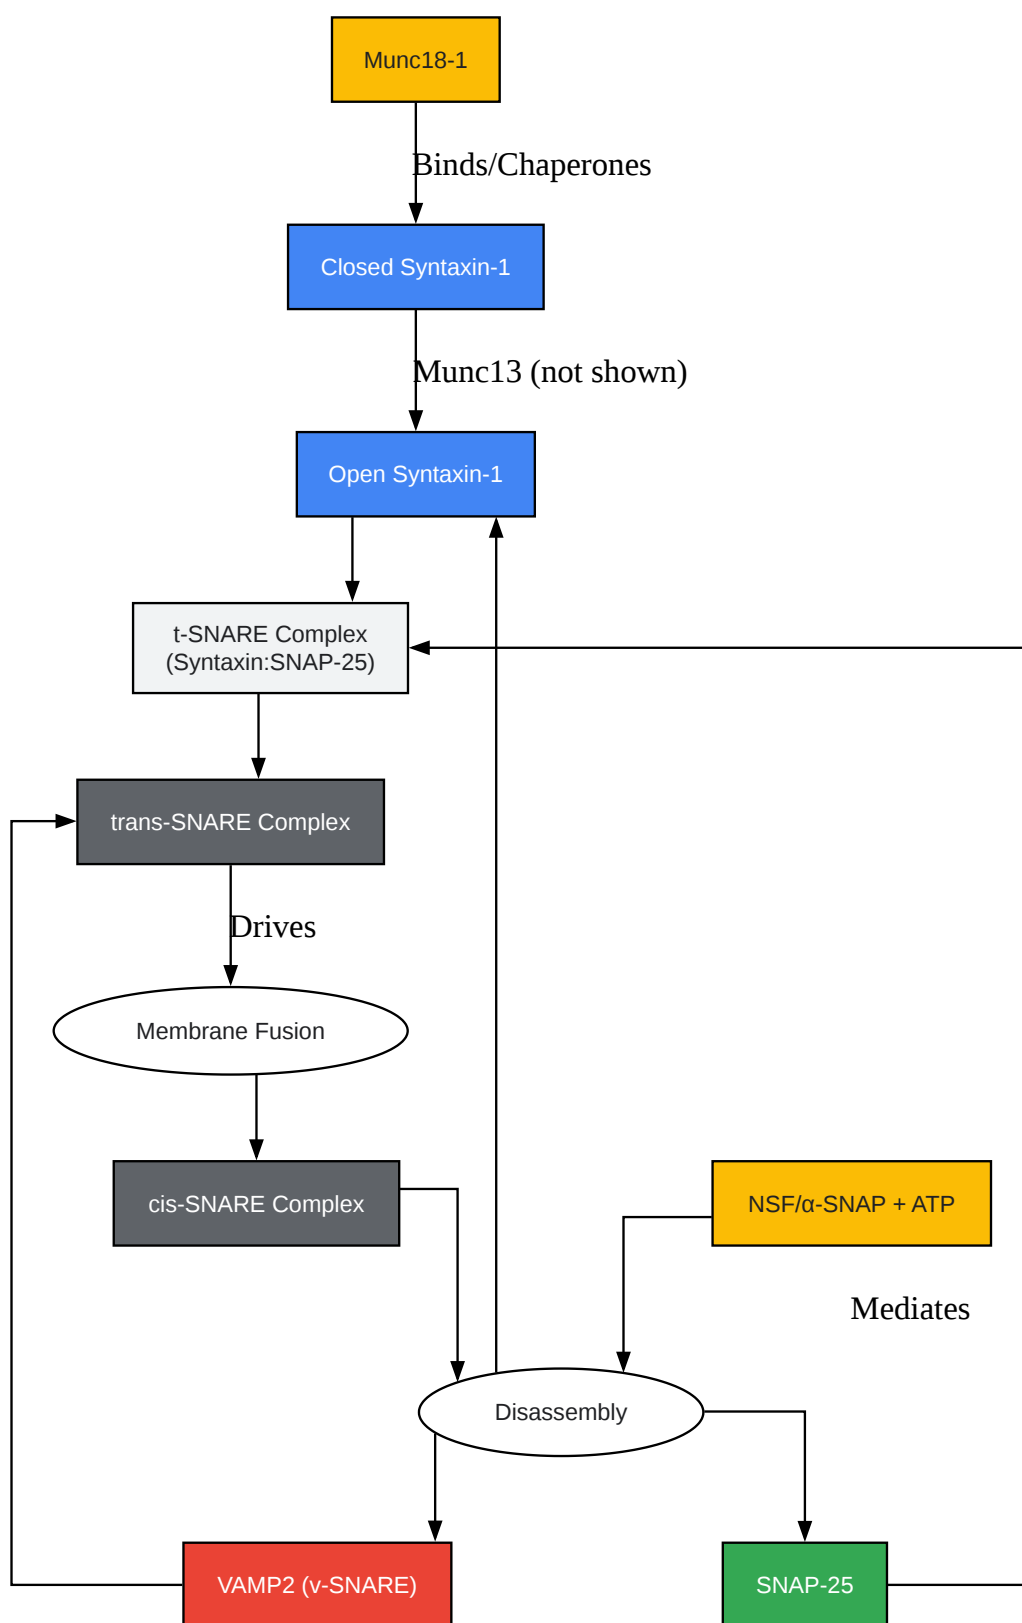 Munc18-1
Binds/Chaperones
Closed Syntaxin-1
Munc13 (not shown)
Open Syntaxin-1
t-SNARE Complex
(Syntaxin:SNAP-25)
trans-SNARE Complex
Drives
Membrane Fusion
cis-SNARE Complex
NSF/α-SNAP + ATP
Mediates
Disassembly
VAMP2 (v-SNARE)
SNAP-25